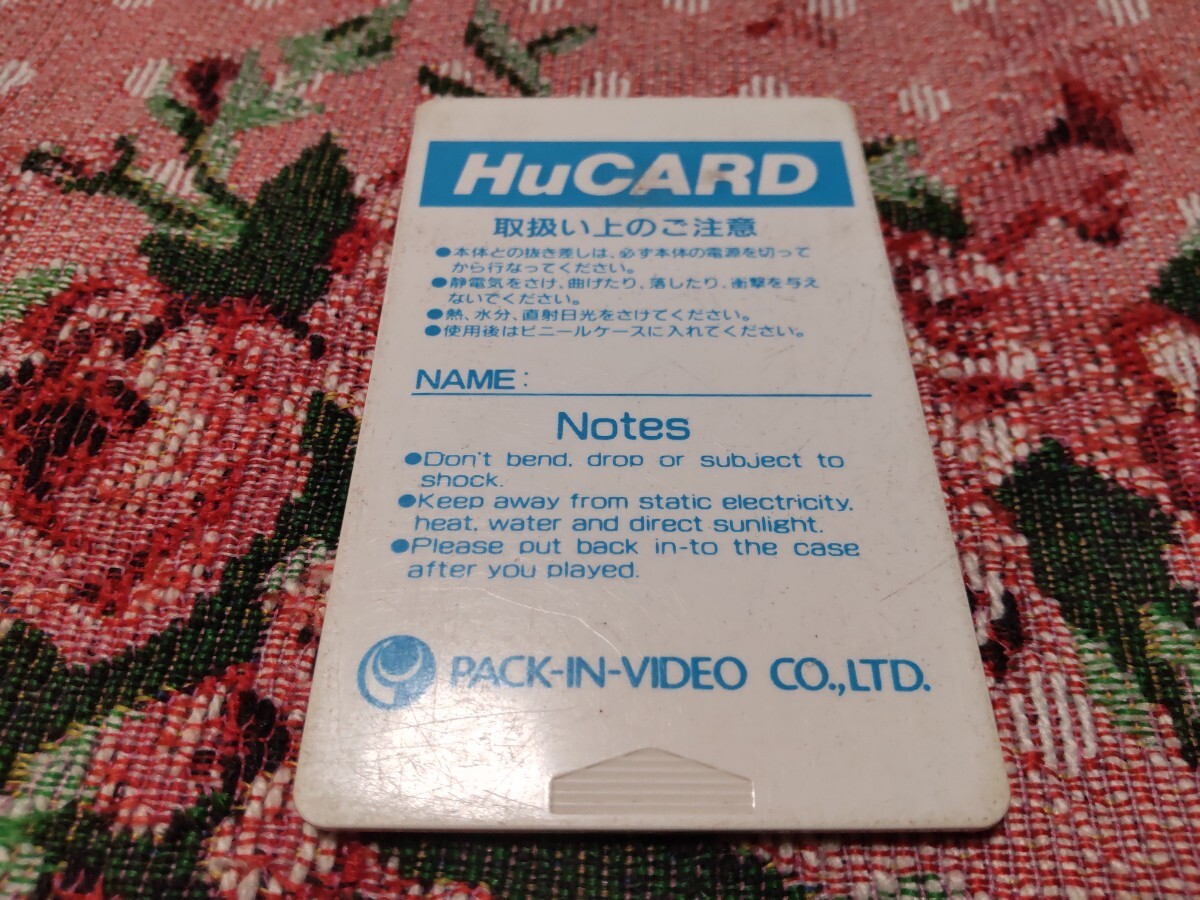 HuCARD
取扱い上のご注意
●本体との抜き差しは、必ず本体の電源を切って
から行なってください。
●静電気をさけ、曲げたり、落したり、衝撃を与え
ないでください。
●熱、水分、直射日光をさけてください。
●使用後はビニールケースに入れてください。
NAME:
Notes
●Don't bend, drop or subject to
shock.
●Keep away from static electricity,
heat, water and direct sunlight.
●Please put back in-to the case
after you played.
PACK-IN-VIDEO CO.,LTD.